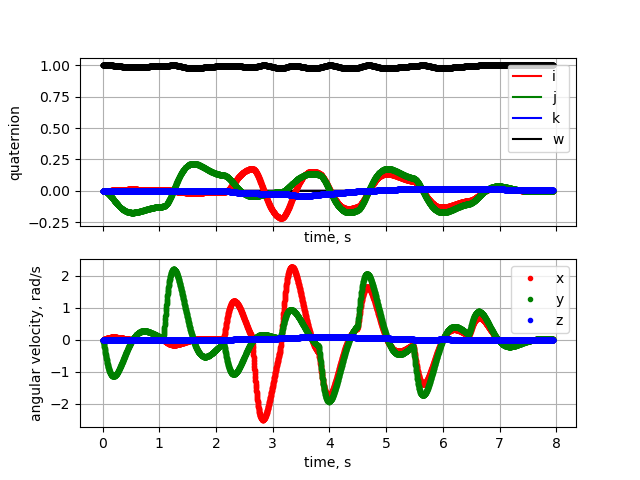 1.00
0.75
0.50
0.25
0.00
−0.25
quaternion
i
j
k
w
time, s
2
1
0
−1
−2
angular velocity, rad/s
x
y
z
0 1 2 3 4 5 6 7 8
time, s